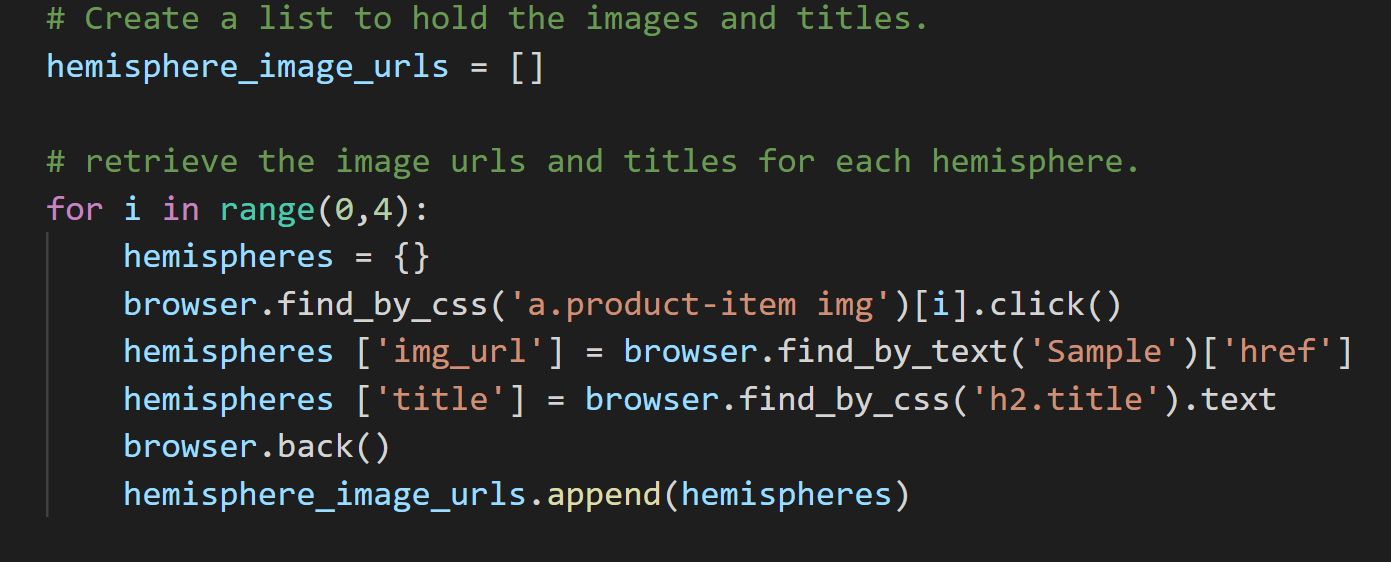 # Create a list to hold the images and titles.
hemisphere_image_urls = []
# retrieve the image urls and titles for each hemisphere.
for i in range(0,4):
    hemispheres = {}
    browser.find_by_css('a.product-item img')[i].click()
    hemispheres ['img_url'] = browser.find_by_text('Sample')['href']
    hemispheres ['title'] = browser.find_by_css('h2.title').text
    browser.back()
    hemisphere_image_urls.append(hemispheres)